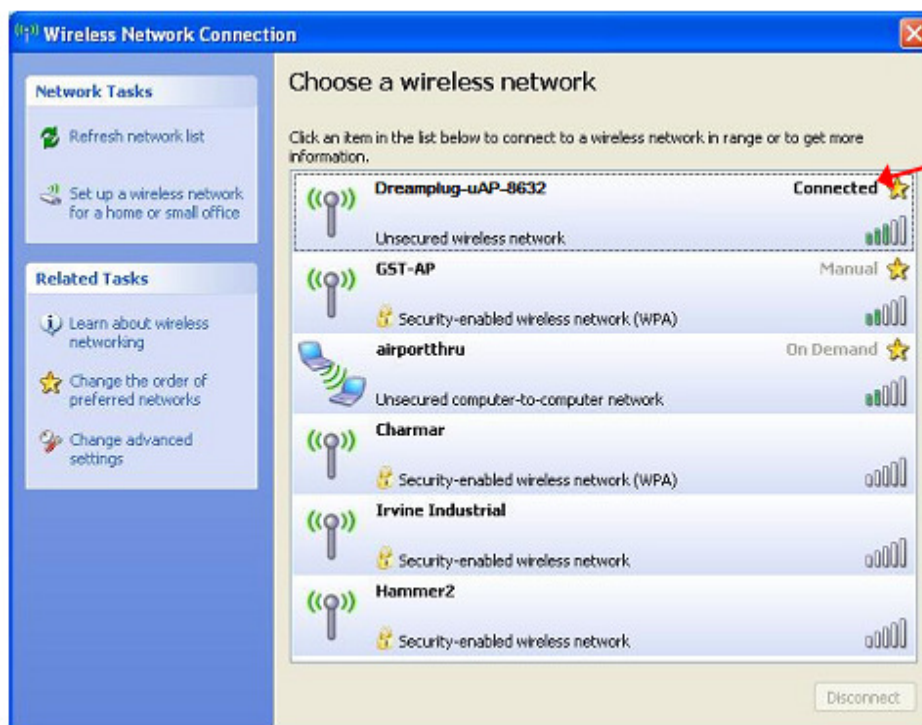 Wireless Network Connection
Network Tasks
Refresh network list
Set up a wireless network
for a home or small office
Related Tasks
Learn about wireless
networking
Change the order of
preferred networks
Change advanced
settings
Choose a wireless network
Click an item in the list below to connect to a wireless network in range or to get more
information.
Dreamplug-uAP-8632 Connected
Unsecured wireless network
GST-AP Manual
Security-enabled wireless network (WPA)
airportthru On Demand
Unsecured computer-to-computer network
Charmar
Security-enabled wireless network (WPA)
Irvine Industrial
Security-enabled wireless network
Hammer2
Security-enabled wireless network
Disconnect